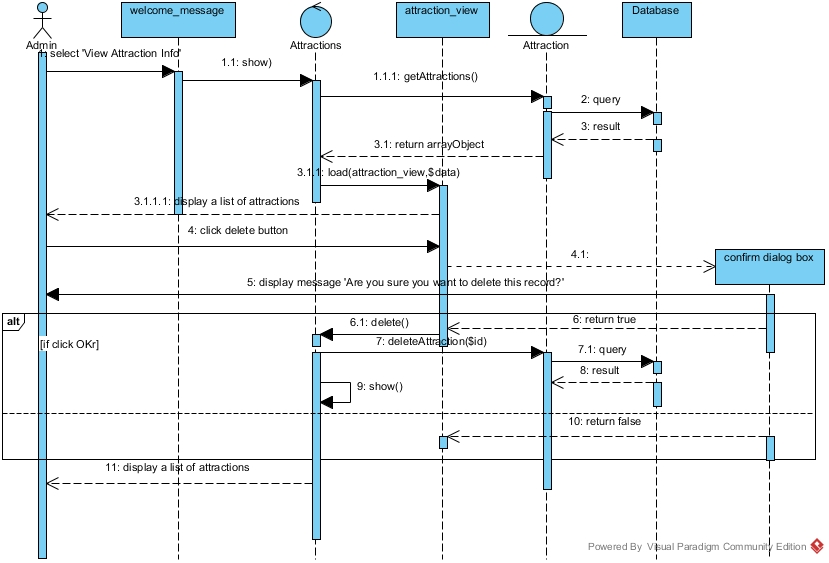 welcome_message
attraction_view
Database
Admin
Attractions
Attraction
1: select 'View Attraction Info'
1.1: show)
1.1.1: getAttractions()
2: query
3: result
3.1: return arrayObject
3.1.1: load(attraction_view,$data)
3.1.1.1: display a list of attractions
4: click delete button
4.1:
confirm dialog box
5: display message 'Are you sure you want to delete this record?'
alt
6: return true
6.1: delete()
[if click OKr]
7: deleteAttraction($id)
7.1: query
8: result
9: show()
10: return false
11: display a list of attractions
Powered By Visual Paradigm Community Edition